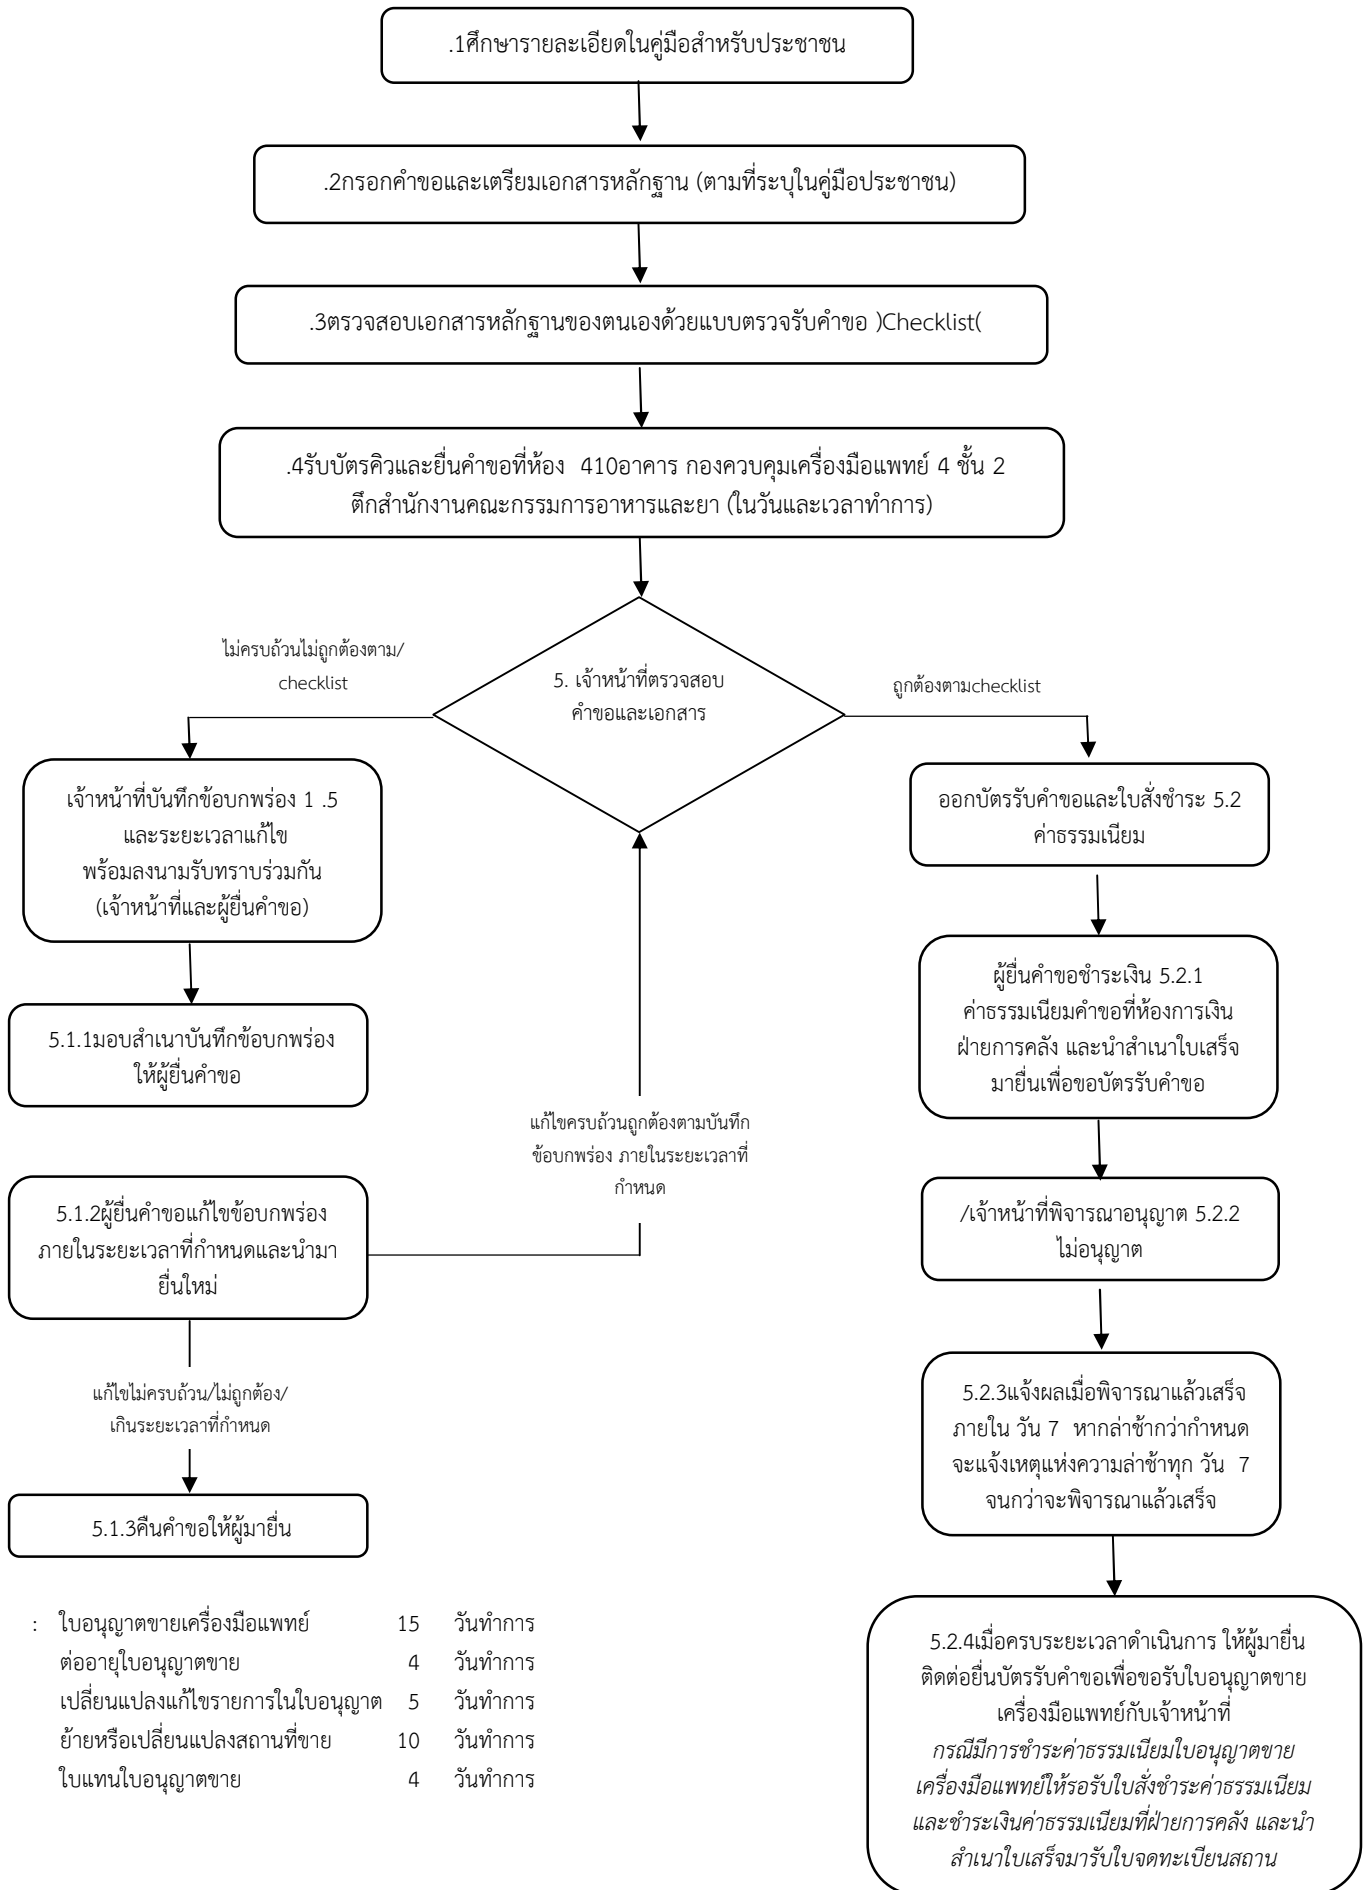 .1ศึกษารายละเอียดในคู่มือสำหรับประชาชน
.2กรอกคำขอและเตรียมเอกสารหลักฐาน (ตามที่ระบุในคู่มือประชาชน)
.3ตรวจสอบเอกสารหลักฐานของตนเองด้วยแบบตรวจรับคำขอ )Checklist(
.4รับบัตรคิวและยื่นคำขอที่ห้อง 410อาคาร กองควบคุมเครื่องมือแพทย์ 4 ชั้น 2
ตึกสำนักงานคณะกรรมการอาหารและยา (ในวันและเวลาทำการ)
ไม่ครบถ้วนไม่ถูกต้องตาม/
checklist
5. เจ้าหน้าที่ตรวจสอบ
คำขอและเอกสาร
ถูกต้องตามchecklist
เจ้าหน้าที่บันทึกข้อบกพร่อง 1 .5
และระยะเวลาแก้ไข
พร้อมลงนามรับทราบร่วมกัน
(เจ้าหน้าที่และผู้ยื่นคำขอ)
5.1.1มอบสำเนาบันทึกข้อบกพร่อง
ให้ผู้ยื่นคำขอ
5.1.2ผู้ยื่นคำขอแก้ไขข้อบกพร่อง
ภายในระยะเวลาที่กำหนดและนำมา
ยื่นใหม่
แก้ไขครบถ้วนถูกต้องตามบันทึก
ข้อบกพร่อง ภายในระยะเวลาที่
กำหนด
แก้ไขไม่ครบถ้วน/ไม่ถูกต้อง/
เกินระยะเวลาที่กำหนด
5.1.3คืนคำขอให้ผู้มายื่น
ออกบัตรรับคำขอและใบสั่งชำระ 5.2
ค่าธรรมเนียม
ผู้ยื่นคำขอชำระเงิน 5.2.1
ค่าธรรมเนียมคำขอที่ห้องการเงิน
ฝ่ายการคลัง และนำสำเนาใบเสร็จ
มายื่นเพื่อขอบัตรรับคำขอ
/เจ้าหน้าที่พิจารณาอนุญาต 5.2.2
ไม่อนุญาต
5.2.3แจ้งผลเมื่อพิจารณาแล้วเสร็จ
ภายใน วัน 7 หากล่าช้ากว่ากำหนด
จะแจ้งเหตุแห่งความล่าช้าทุก วัน 7
จนกว่าจะพิจารณาแล้วเสร็จ
5.2.4เมื่อครบระยะเวลาดำเนินการ ให้ผู้มายื่น
ติดต่อยื่นบัตรรับคำขอเพื่อขอรับใบอนุญาตขาย
เครื่องมือแพทย์กับเจ้าหน้าที่
กรณีมีการชำระค่าธรรมเนียมใบอนุญาตขาย
เครื่องมือแพทย์ให้รอรับใบสั่งชำระค่าธรรมเนียม
และชำระเงินค่าธรรมเนียมที่ฝ่ายการคลัง และนำ
สำเนาใบเสร็จมารับใบจดทะเบียนสถาน
: ใบอนุญาตขายเครื่องมือแพทย์ 15 วันทำการ
ต่ออายุใบอนุญาตขาย 4 วันทำการ
เปลี่ยนแปลงแก้ไขรายการในใบอนุญาต 5 วันทำการ
ย้ายหรือเปลี่ยนแปลงสถานที่ขาย 10 วันทำการ
ใบแทนใบอนุญาตขาย 4 วันทำการ